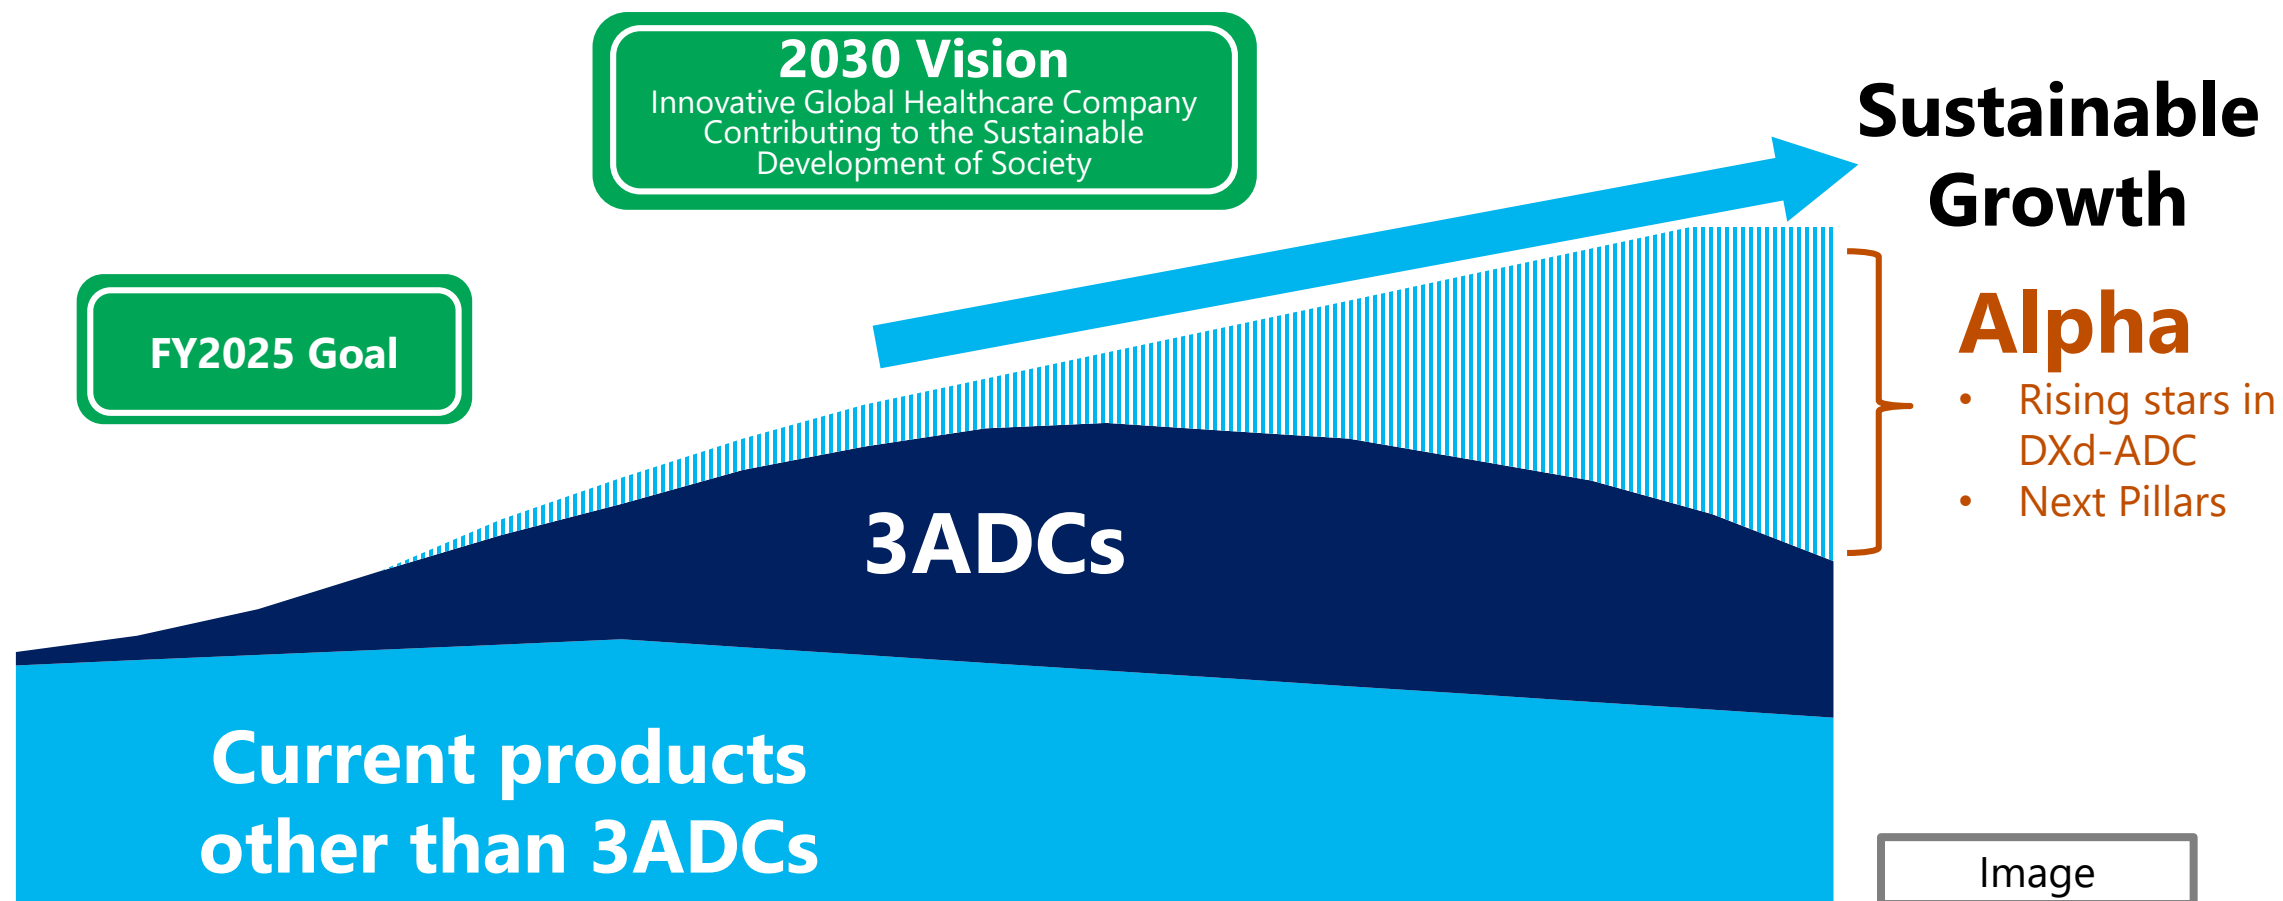 2030 Vision
Innovative Global Healthcare Company
Contributing to the Sustainable
Development of Society
Sustainable
Growth
FY2025 Goal
Alpha
• Rising stars in
DXd-ADC
• Next Pillars
3ADCs
Current products
other than 3ADCs
Image